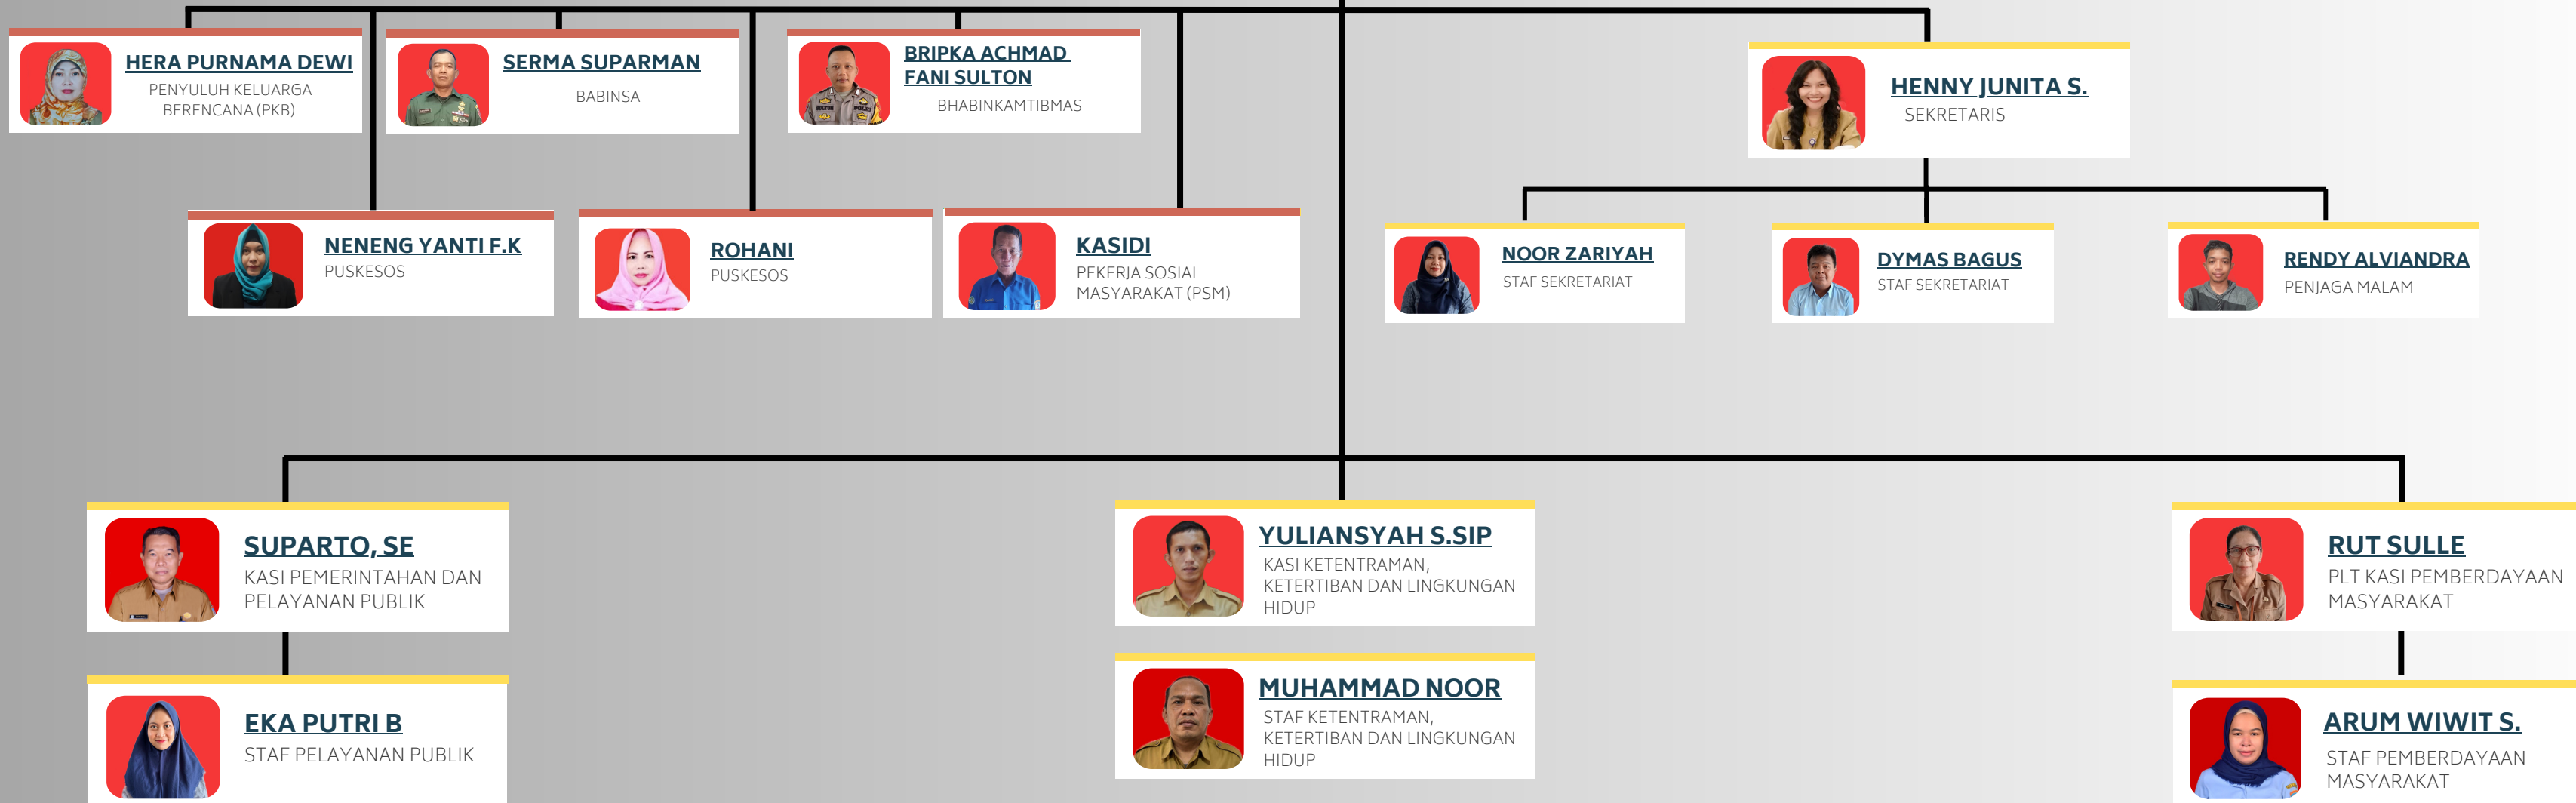 HERA PURNAMA DEWI
PENYULUH KELUARGA
BERENCANA (PKB)
SERMA SUPARMAN
BABINSA
BRIPKA ACHMAD
FANI SULTON
BHABINKAMTIBMAS
HENNY JUNITA S.
SEKRETARIS
NENENG YANTI F.K
PUSKESOS
ROHANI
PUSKESOS
KASIDI
PEKERJA SOSIAL
MASYARAKAT (PSM)
NOOR ZARIYAH
STAF SEKRETARIAT
DYMAS BAGUS
STAF SEKRETARIAT
RENDY ALVIANDRA
PENJAGA MALAM
SUPARTO, SE
KASI PEMERINTAHAN DAN
PELAYANAN PUBLIK
YULIANSYAH S.SIP
KASI KETENTRAMAN,
KETERTIBAN DAN LINGKUNGAN
HIDUP
RUT SULLE
PLT KASI PEMBERDAYAAN
MASYARAKAT
EKA PUTRI B
STAF PELAYANAN PUBLIK
MUHAMMAD NOOR
STAF KETENTRAMAN,
KETERTIBAN DAN LINGKUNGAN
HIDUP
ARUM WIWIT S.
STAF PEMBERDAYAAN
MASYARAKAT